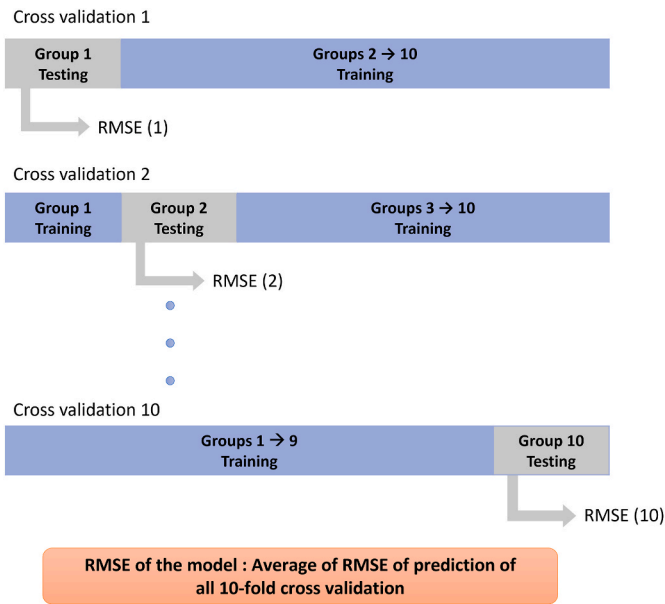 Cross validation 1
Group 1
Testing
Groups 2 → 10
Training
RMSE (1)
Cross validation 2
Group 1
Training
Group 2
Testing
Groups 3 → 10
Training
RMSE (2)
Cross validation 10
Groups 1 → 9
Training
Group 10
Testing
RMSE (10)
RMSE of the model : Average of RMSE of prediction of
all 10-fold cross validation